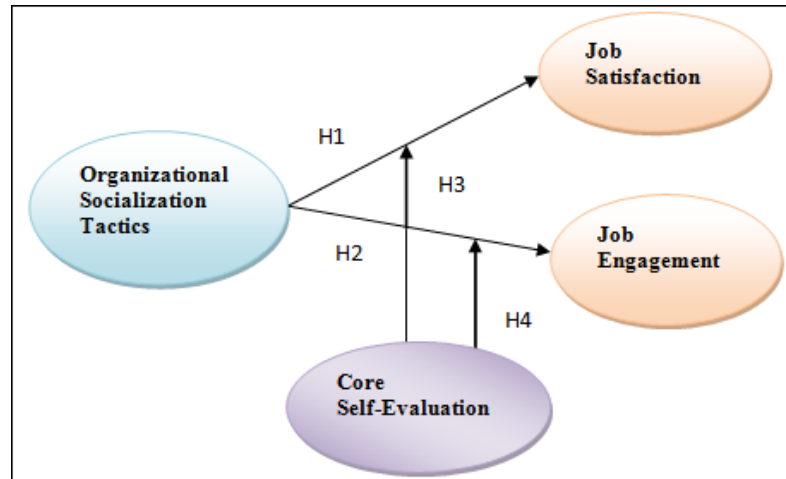 Job
Satisfaction
H1
Organizational
Socialization
Tactics
H3
Job
Engagement
H2
H4
Core
Self-Evaluation